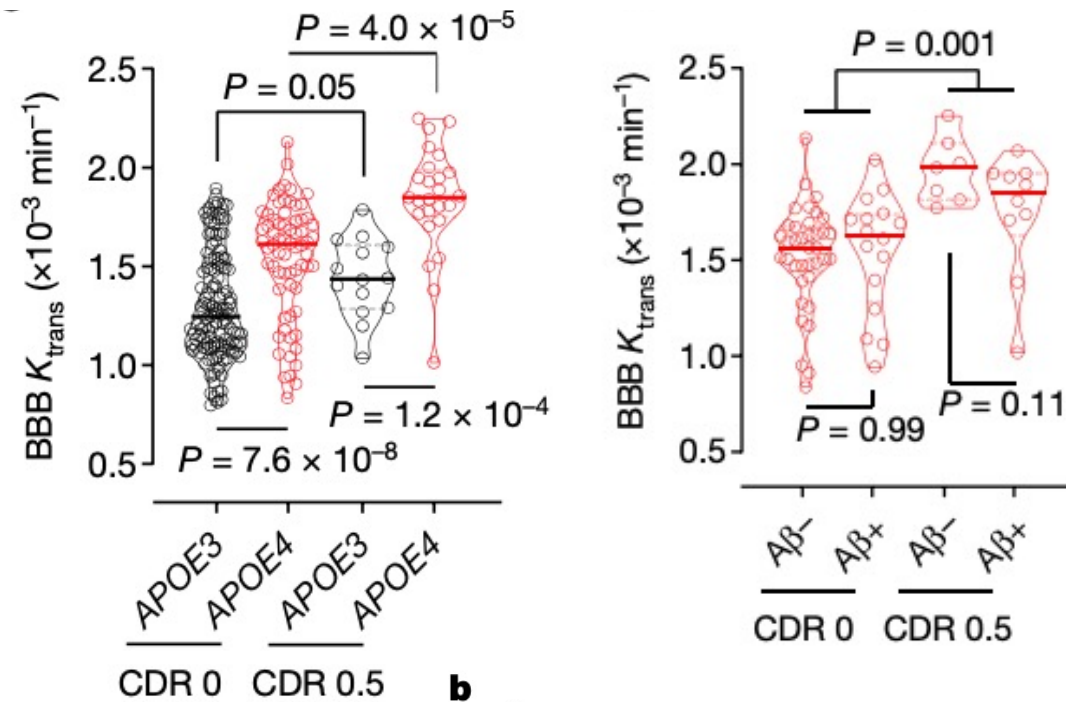 P = 4.0 × 10⁻⁵
P = 0.05
2.5
2.0
1.5
1.0
0.5
BBB Ktrans (×10⁻³ min⁻¹)
P = 1.2 × 10⁻⁴
P = 7.6 × 10⁻⁸
APOE3
APOE4
APOE3
APOE4
CDR 0
CDR 0.5
b
P = 0.001
2.5
2.0
1.5
1.0
0.5
BBB Ktrans (×10⁻³ min⁻¹)
P = 0.11
P = 0.99
Aβ–
Aβ+
Aβ–
Aβ+
CDR 0
CDR 0.5